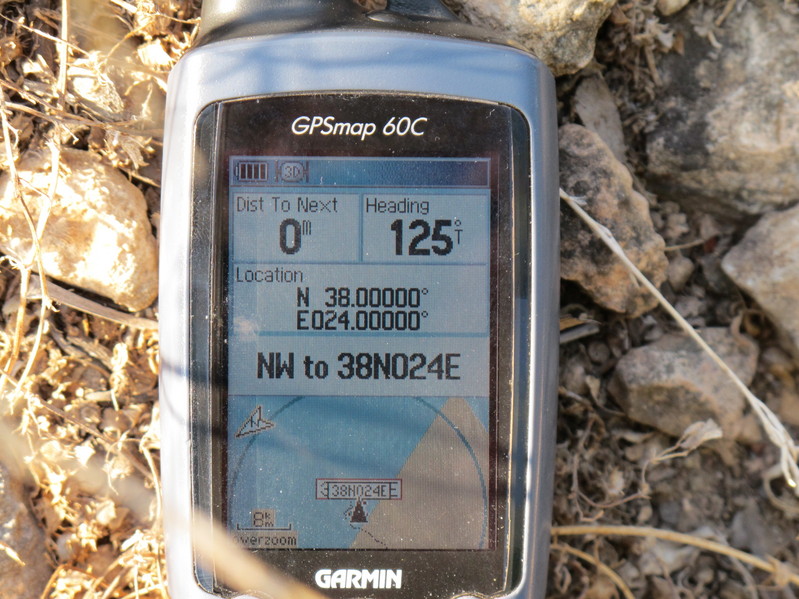 GPSmap 60C
3D
Dist To Next
0m
Heading
125°T
Location
N 38.00000°
E024.00000°
NW to 38N024E
38N024E
8km
overzoom
GARMIN